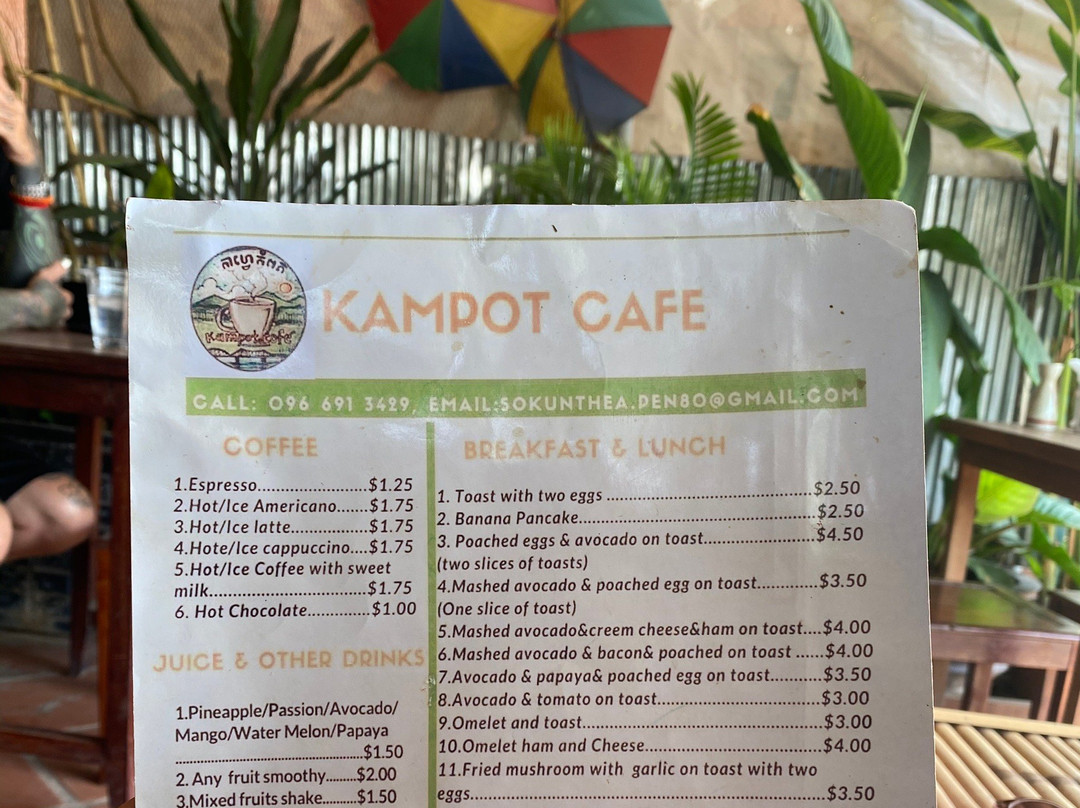 កាហ្វេកំពត
Kampot Cafe
KAMPOT CAFE
CALL: 096 691 3429 EMAIL:SOKUNTHEA.PEN80@GMAIL.COM
COFFEE
1.Espresso..........................$1.25
2.Hot/Ice Americano.......$1.75
3.Hot/Ice latte..................$1.75
4.Hote/Ice cappuccino....$1.75
5.Hot/Ice Coffee with sweet
milk.....................................$1.75
6. Hot Chocolate..............$1.00
JUICE & OTHER DRINKS
1.Pineapple/Passion/Avocado/
Mango/Water Melon/Papaya
..............................................$1.50
2. Any fruit smoothy........$2.00
3.Mixed fruits shake..........$1.50
BREAKFAST & LUNCH
1. Toast with two eggs ...............................................$2.50
2. Banana Pancake.....................................................$2.50
3. Poached eggs & avocado on toast.........................$4.50
(two slices of toasts)
4.Mashed avocado & poached egg on toast.............$3.50
(One slice of toast)
5.Mashed avocado&creem cheese&ham on toast....$4.00
6.Mashed avocado & bacon& poached on toast ......$4.00
7.Avocado & papaya& poached egg on toast...........$3.50
8.Avocado & tomato on toast...................................$3.00
9.Omelet and toast....................................................$3.00
10.Omelet ham and Cheese......................................$4.00
11.Fried mushroom with garlic on toast with two
eggs.............................................................................$3.50